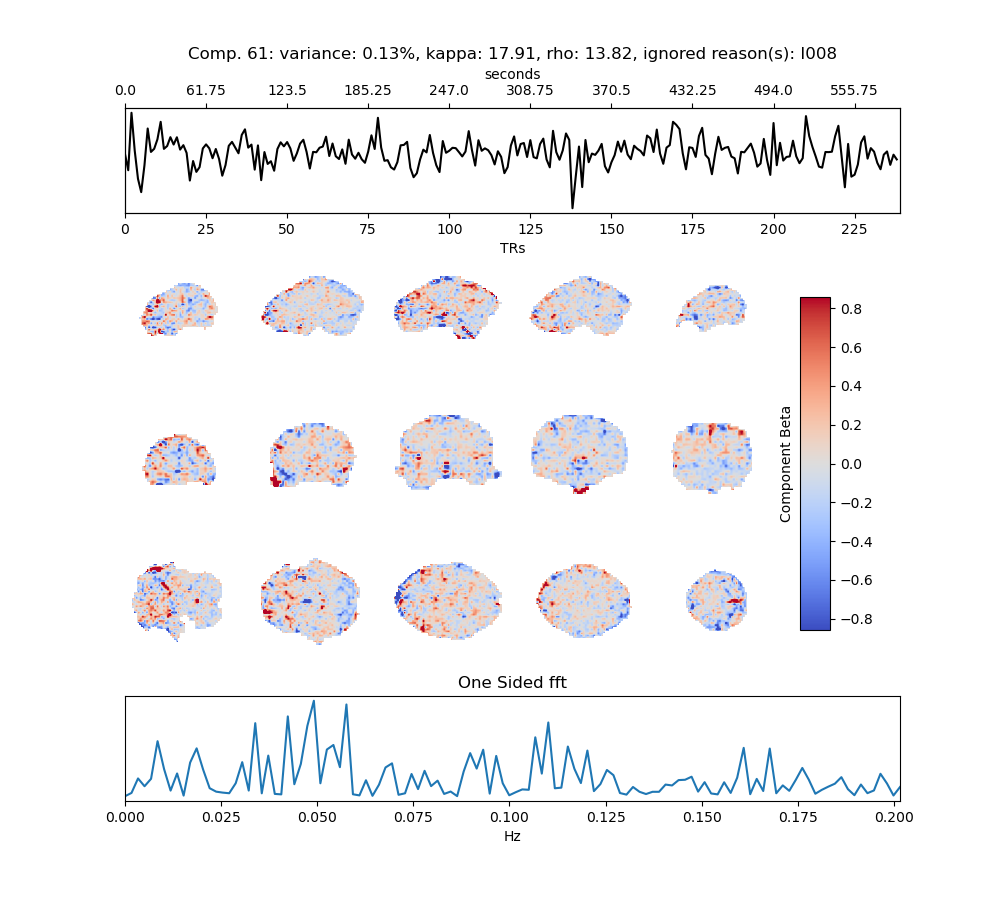 Comp. 61: variance: 0.13%, kappa: 17.91, rho: 13.82, ignored reason(s): I008
seconds
0.0 61.75 123.5 185.25 247.0 308.75 370.5 432.25 494.0 555.75
0 25 50 75 100 125 150 175 200 225
TRs
0.8
0.6
0.4
0.2
0.0
−0.2
−0.4
−0.6
−0.8
Component Beta
One Sided fft
0.000 0.025 0.050 0.075 0.100 0.125 0.150 0.175 0.200
Hz